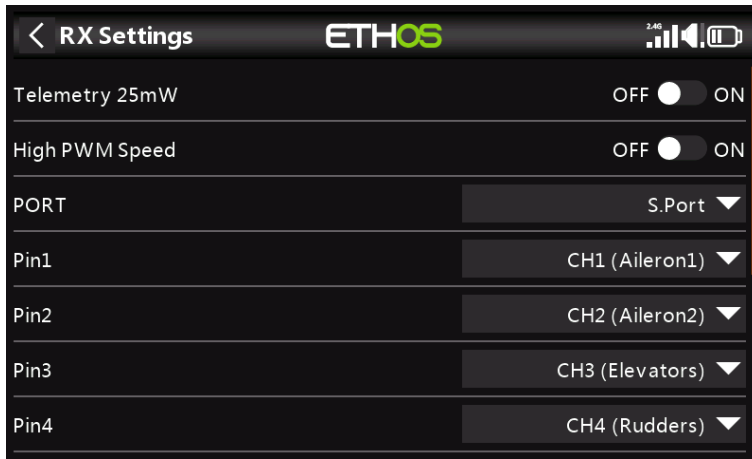 RX Settings ETHOS 2.4G
Telemetry 25mW OFF ON
High PWM Speed OFF ON
PORT S.Port
Pin1 CH1 (Aileron1)
Pin2 CH2 (Aileron2)
Pin3 CH3 (Elevators)
Pin4 CH4 (Rudders)